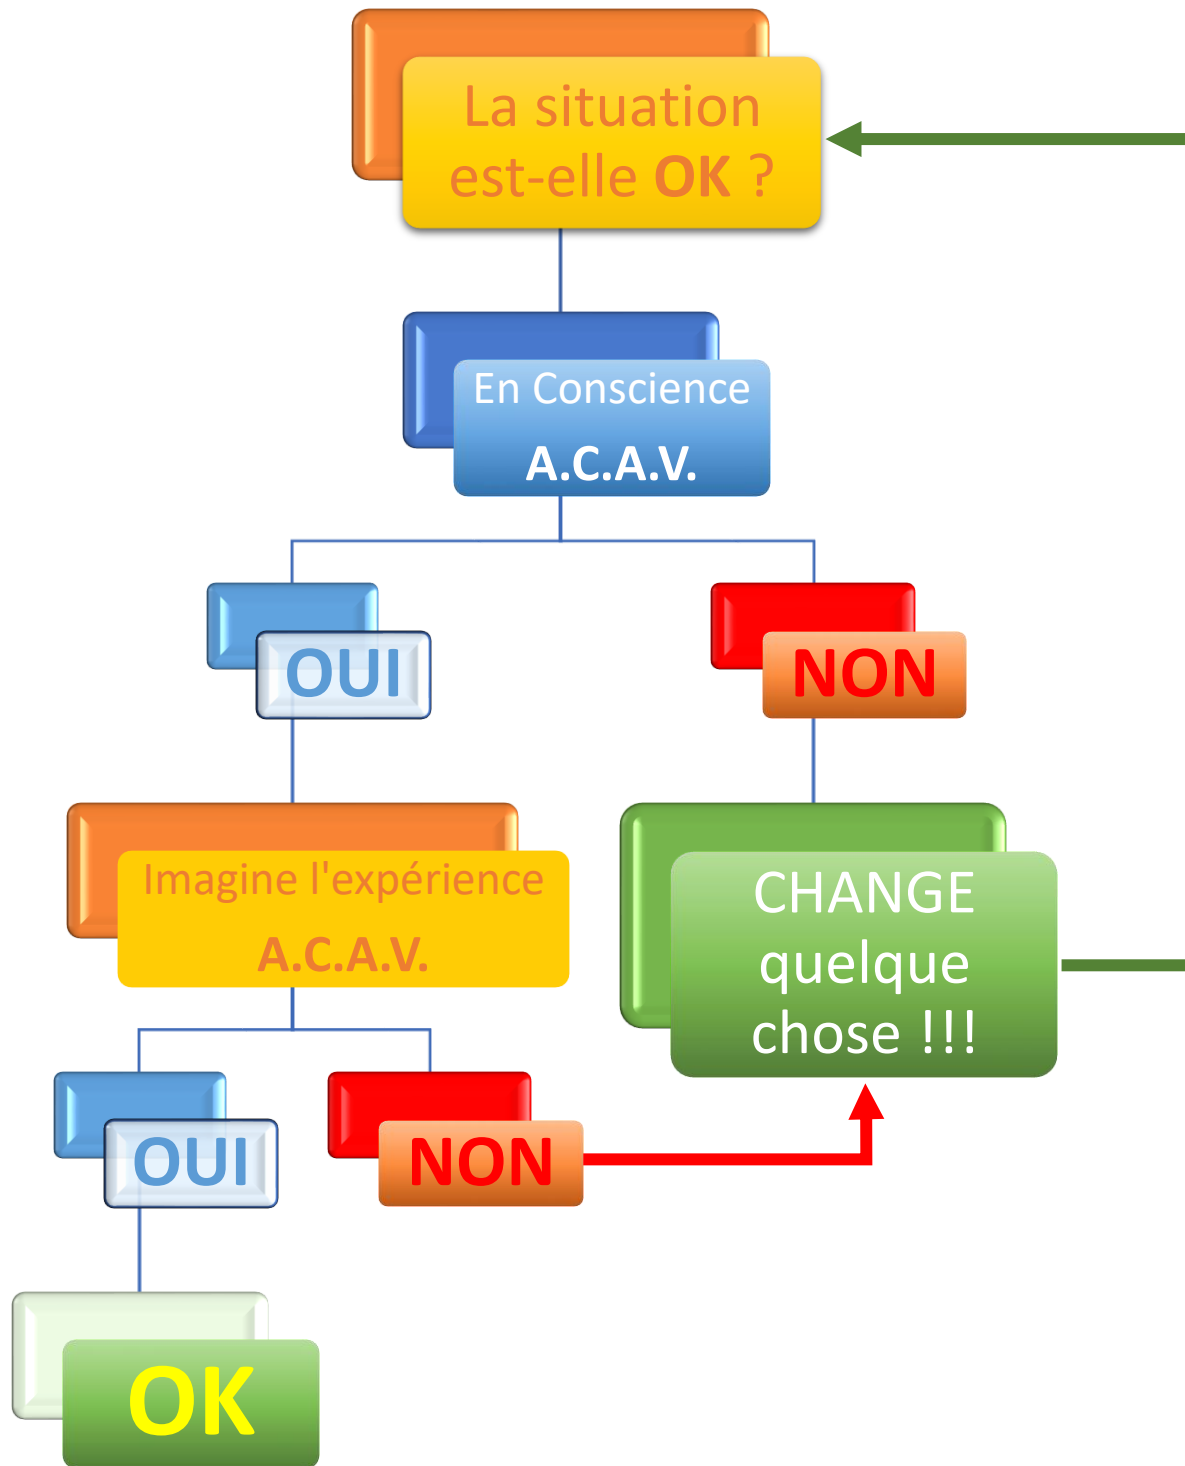 La situation
est-elle OK ?
En Conscience
A.C.A.V.
OUI
NON
Imagine l'expérience
A.C.A.V.
CHANGE
quelque
chose !!!
OUI
NON
OK